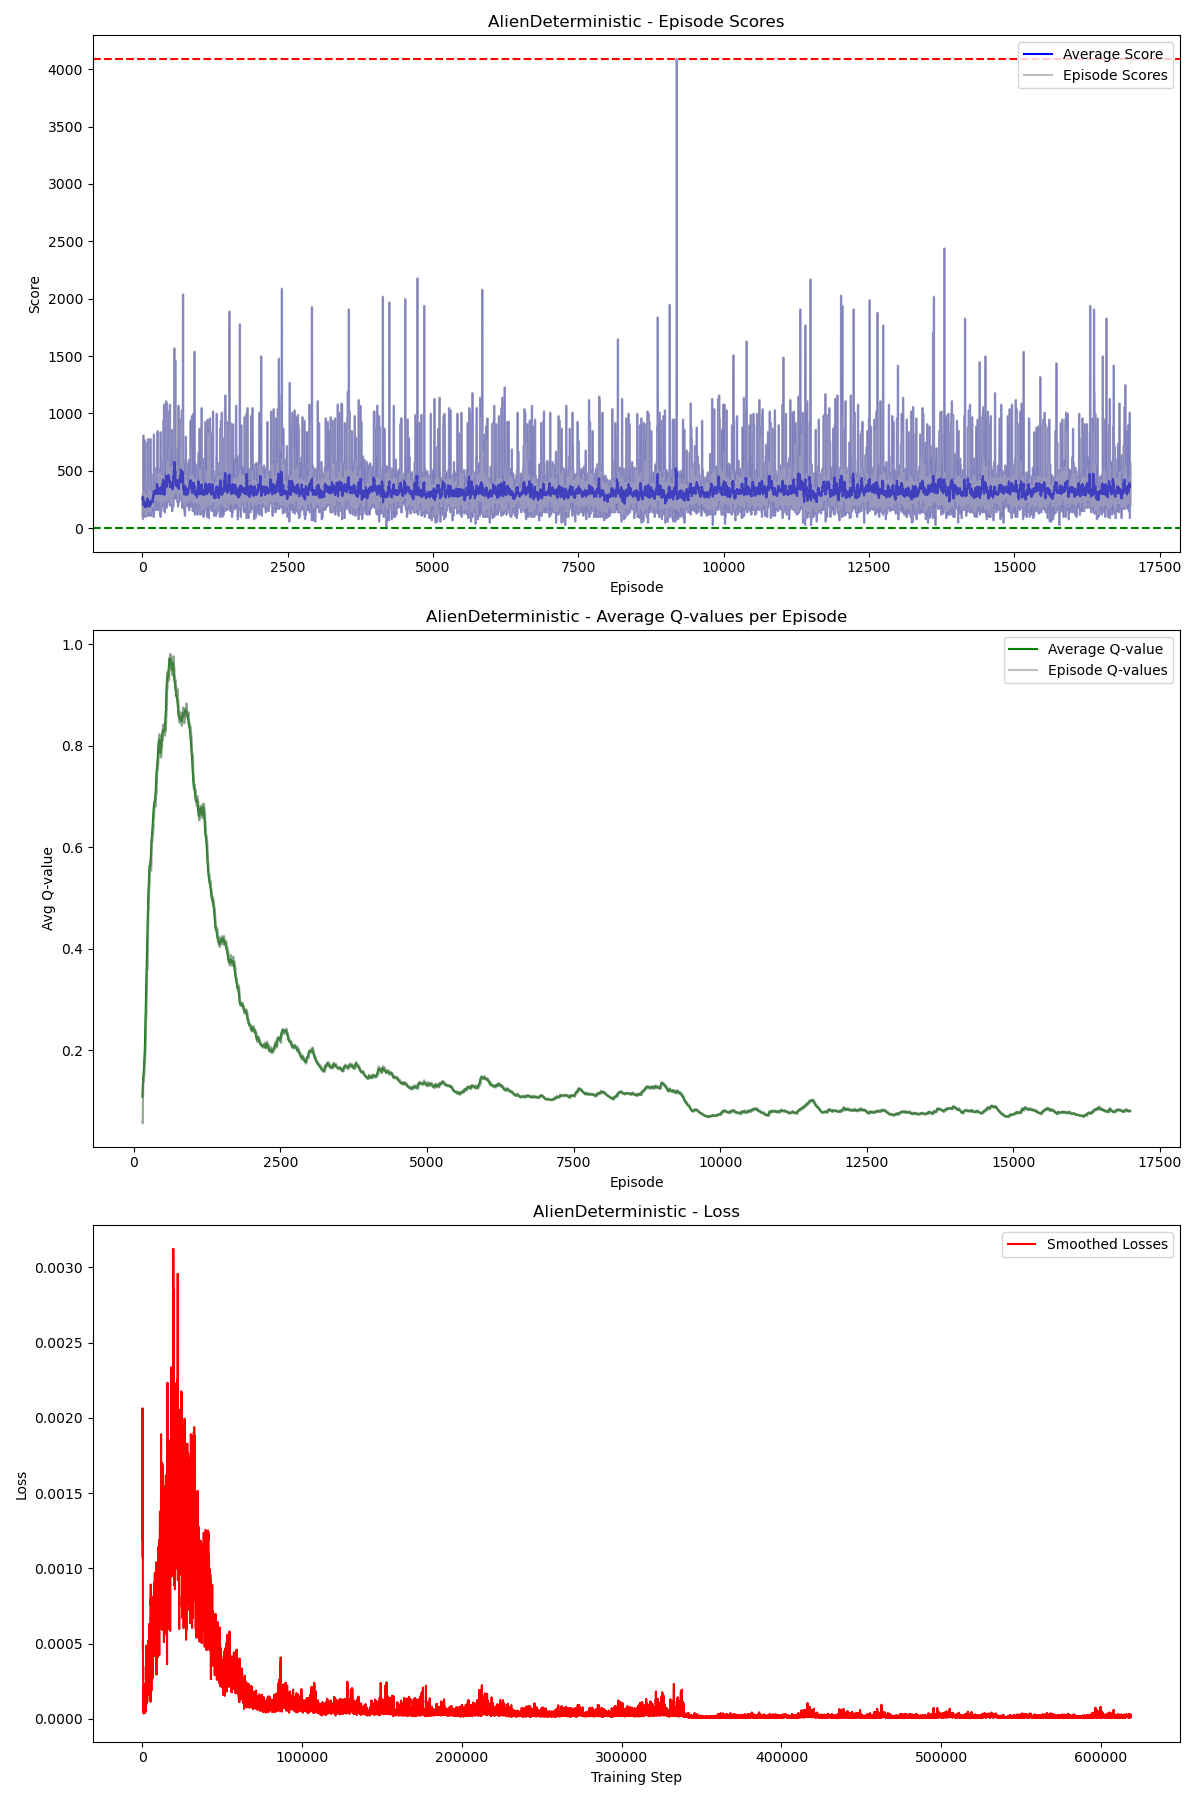 AlienDeterministic - Episode Scores
Average Score
Episode Scores
Score
4000
3500
3000
2500
2000
1500
1000
500
0
0 2500 5000 7500 10000 12500 15000 17500
Episode
AlienDeterministic - Average Q-values per Episode
Average Q-value
Episode Q-values
Avg Q-value
1.0
0.8
0.6
0.4
0.2
0 2500 5000 7500 10000 12500 15000 17500
Episode
AlienDeterministic - Loss
Smoothed Losses
Loss
0.0030
0.0025
0.0020
0.0015
0.0010
0.0005
0.0000
0 100000 200000 300000 400000 500000 600000
Training Step